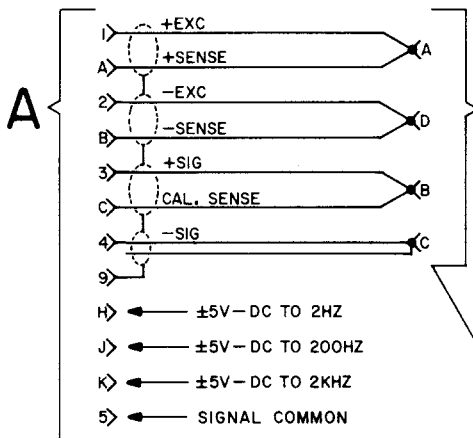 A
1 +EXC
A +SENSE A
2 −EXC
B −SENSE D
3 +SIG
C CAL. SENSE B
4 −SIG C
9
H ±5V−DC TO 2HZ
J ±5V−DC TO 200HZ
K ±5V−DC TO 2KHZ
5 SIGNAL COMMON